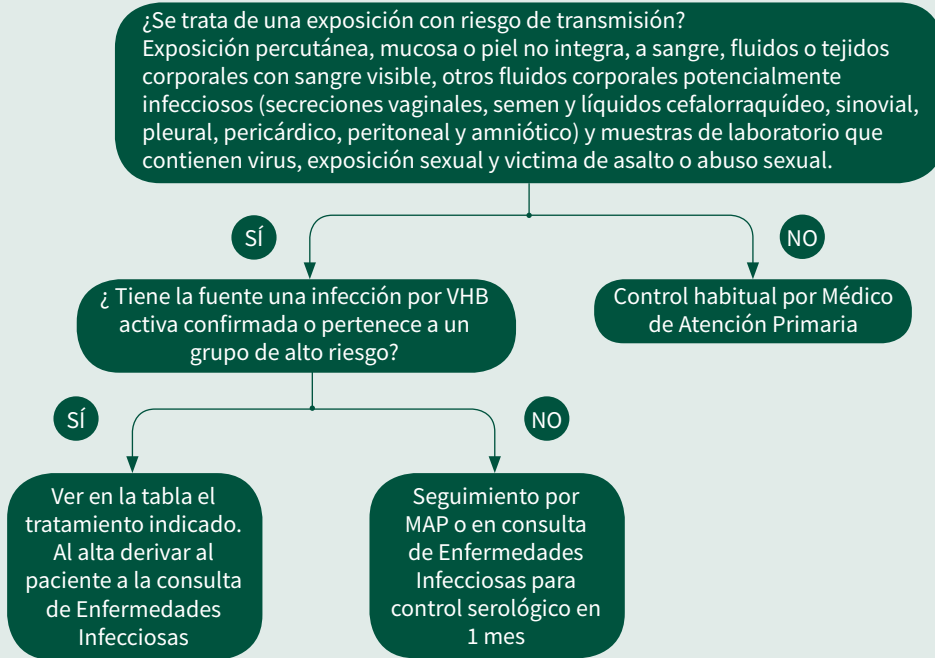 ¿Se trata de una exposición con riesgo de transmisión?
Exposición percutánea, mucosa o piel no integra, a sangre, fluidos o tejidos
corporales con sangre visible, otros fluidos corporales potencialmente
infecciosos (secreciones vaginales, semen y líquidos cefalorraquídeo, sinovial,
pleural, pericárdico, peritoneal y amniótico) y muestras de laboratorio que
contienen virus, exposición sexual y victima de asalto o abuso sexual.
SÍ
NO
¿ Tiene la fuente una infección por VHB
activa confirmada o pertenece a un
grupo de alto riesgo?
Control habitual por Médico
de Atención Primaria
SÍ
NO
Ver en la tabla el
tratamiento indicado.
Al alta derivar al
paciente a la consulta
de Enfermedades
Infecciosas
Seguimiento por
MAP o en consulta
de Enfermedades
Infecciosas para
control serológico en
1 mes